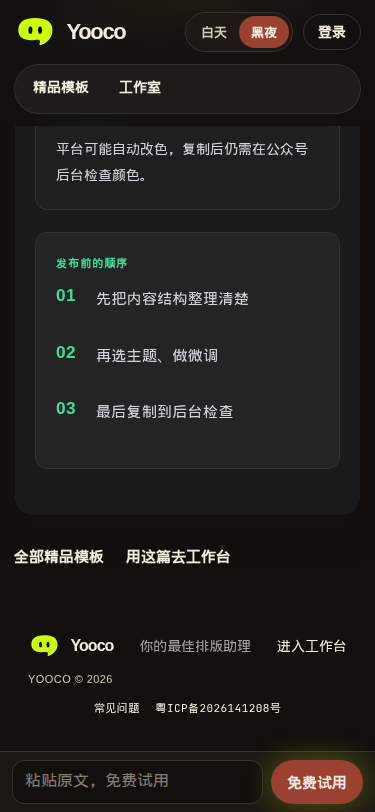 Yooco
白天
黑夜
登录
精品模板
工作室
平台可能自动改色，复制后仍需在公众号
后台检查颜色。
发布前的顺序
01 先把内容结构整理清楚
02 再选主题、做微调
03 最后复制到后台检查
全部精品模板 用这篇去工作台
Yooco 你的最佳排版助理 进入工作台
YOOCO © 2026
常见问题 粤ICP备2026141208号
粘贴原文，免费试用
免费试用